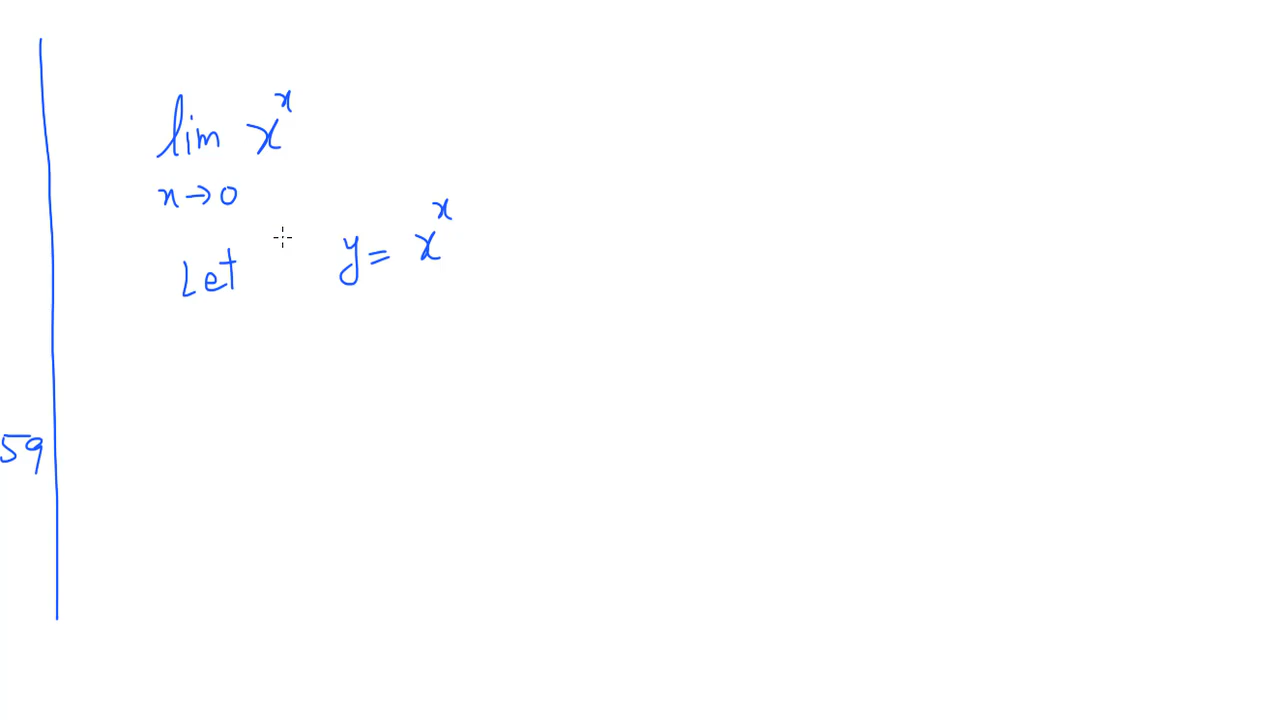 lim x^x
x→0
Let y = x^x
59